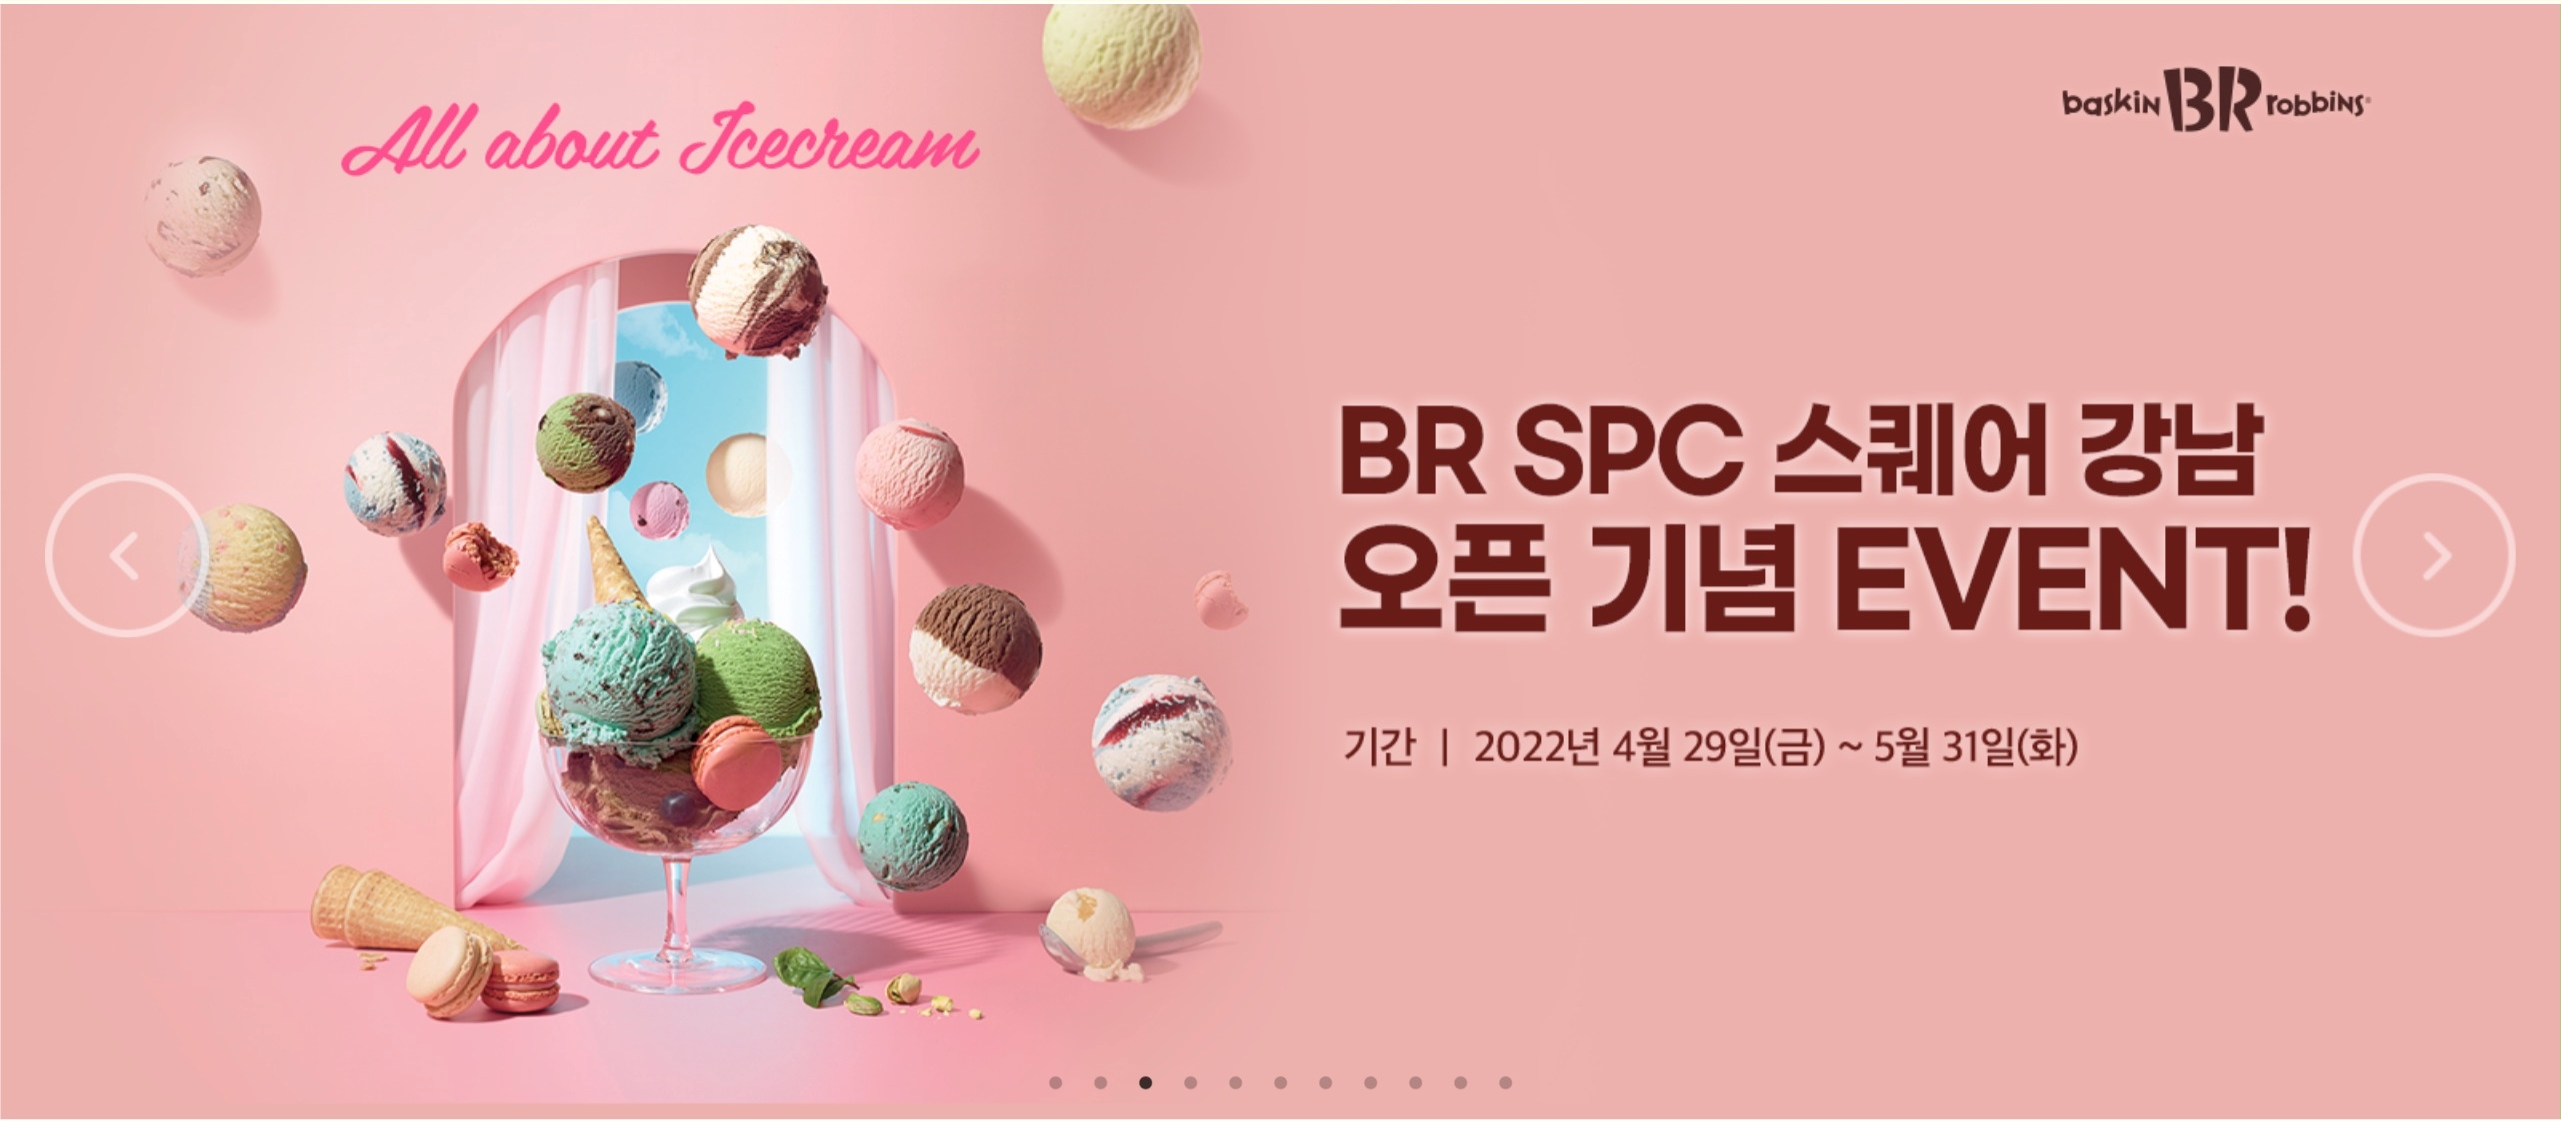 All about Icecream
baskin BR robbins
BR SPC 스퀘어 강남
오픈 기념 EVENT!
기간 | 2022년 4월 29일(금) ~ 5월 31일(화)